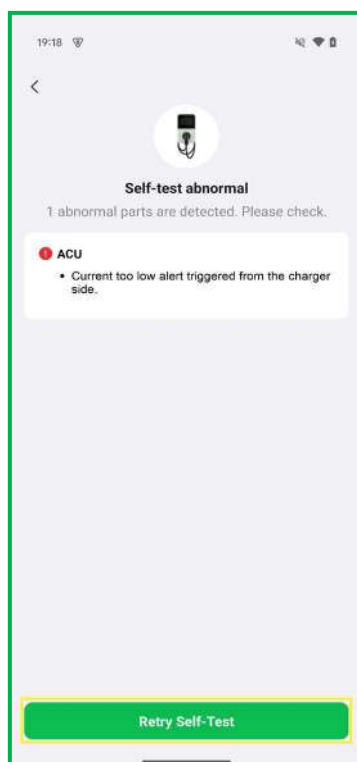 19:18
Self-test abnormal
1 abnormal parts are detected. Please check.
ACU
• Current too low alert triggered from the charger
side.
Retry Self-Test